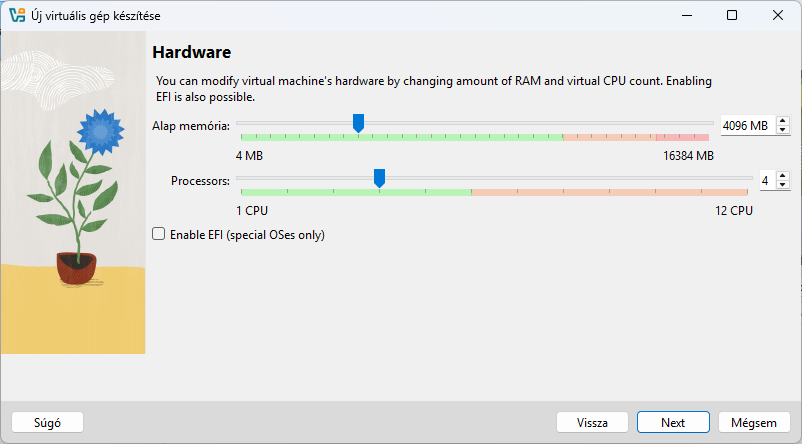 Új virtuális gép készítése
Hardware
You can modify virtual machine's hardware by changing amount of RAM and virtual CPU count. Enabling
EFI is also possible.
Alap memória:
4096 MB
4 MB
16384 MB
Processors:
4
1 CPU
12 CPU
Enable EFI (special OSes only)
Súgó
Vissza
Next
Mégsem